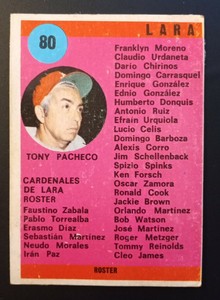 80
LARA
Franklyn Moreno
Claudio Urdaneta
Darío Chirinos
Domingo Carrasquel
Enrique González
Ednio González
Humberto Donquis
Antonio Ruiz
Efraín Urquiola
Lucio Celis
Domingo Barboza
Alexis Corro
Jim Schellenback
Spizio Spinks
Ken Forsch
Oscar Zamora
Ronald Cook
Jackie Brown
Orlando Martínez
Bob Watson
José Martínez
Roger Metzger
Tommy Reinolds
Cleo James
TONY PACHECO
CARDENALES
DE LARA
ROSTER
Faustino Zabala
Pablo Torrealba
Erasmo Díaz
Sebastián Martínez
Neudo Morales
Irán Paz
ROSTER